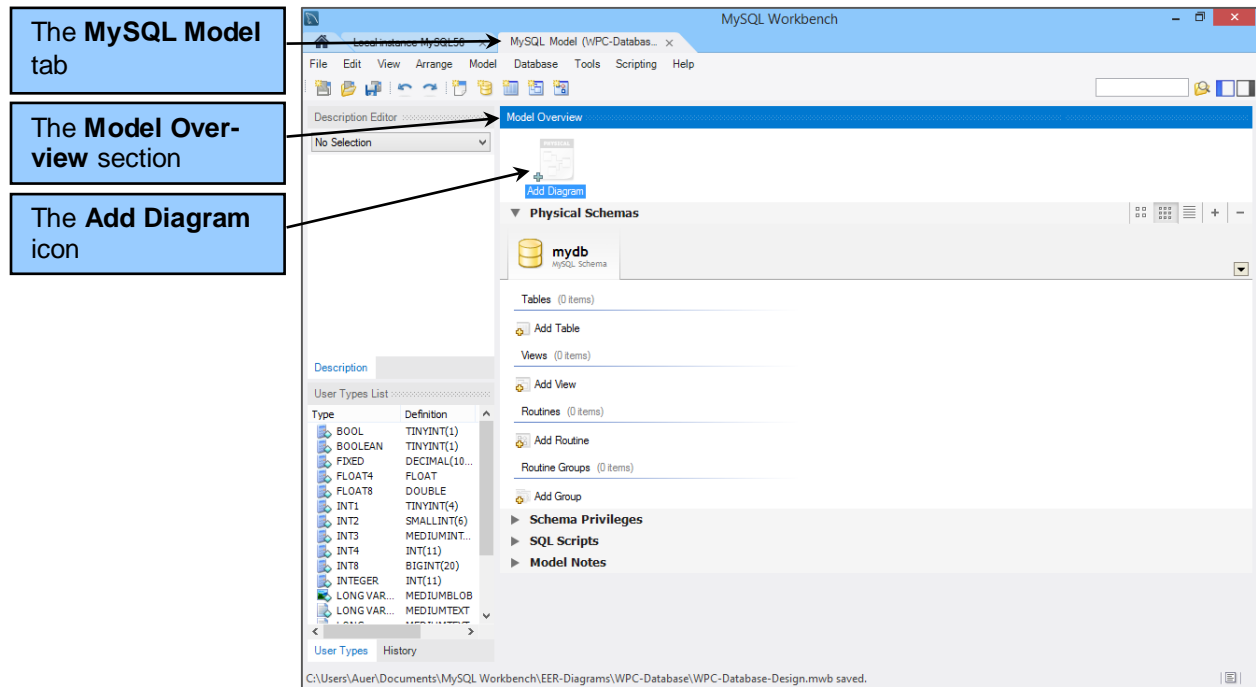 The MySQL Model
tab
The Model Over-
view section
The Add Diagram
icon
MySQL Workbench
Local instance MySQL56 x
MySQL Model (WPC-Databas... x
File Edit View Arrange Model Database Tools Scripting Help
Description Editor
No Selection
Description
User Types List
Type Definition
BOOL TINYINT(1)
BOOLEAN TINYINT(1)
FIXED DECIMAL(10...
FLOAT4 FLOAT
FLOAT8 DOUBLE
INT1 TINYINT(4)
INT2 SMALLINT(6)
INT3 MEDIUMINT...
INT4 INT(11)
INT8 BIGINT(20)
INTEGER INT(11)
LONG VAR... MEDIUMBLOB
LONG VAR... MEDIUMTEXT
User Types History
Model Overview
PHYSICAL
Add Diagram
Physical Schemas
mydb
MySQL Schema
Tables (0 items)
Add Table
Views (0 items)
Add View
Routines (0 items)
Add Routine
Routine Groups (0 items)
Add Group
Schema Privileges
SQL Scripts
Model Notes
C:\Users\Auer\Documents\MySQL Workbench\EER-Diagrams\WPC-Database\WPC-Database-Design.mwb saved.